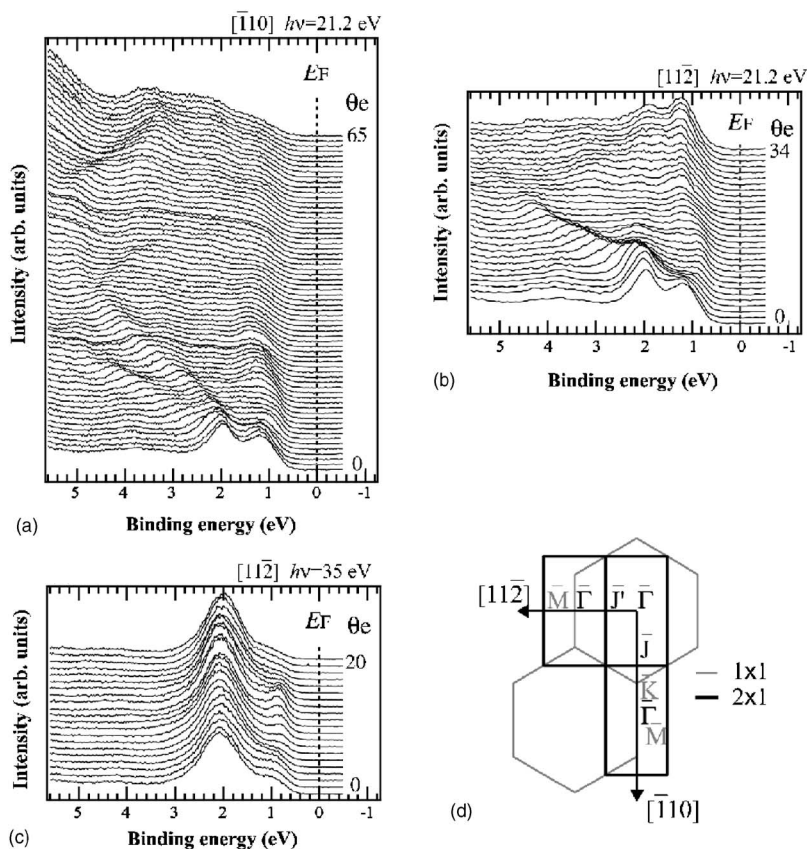 [1̄10] hν=21.2 eV
EF
θe
65
0
Intensity (arb. units)
5 4 3 2 1 0 -1
Binding energy (eV)
(a)
[112̄] hν=21.2 eV
EF
θe
34
0
Intensity (arb. units)
5 4 3 2 1 0 -1
Binding energy (eV)
(b)
[112̄] hν=35 eV
EF
θe
20
0
Intensity (arb. units)
5 4 3 2 1 0 -1
Binding energy (eV)
(c)
[112̄]
M̄ Γ̄ J̄' Γ̄
J̄
K̄
Γ̄
M̄
[1̄10]
1x1
2x1
(d)